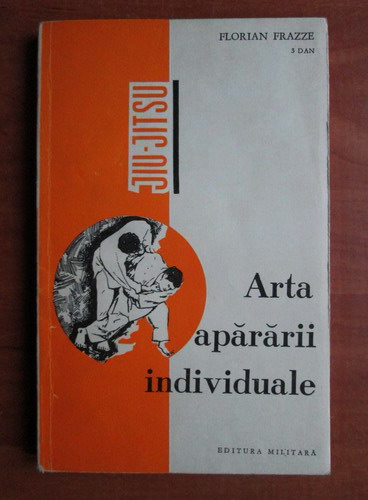 FLORIAN FRAZZE
3 DAN
JIU-JITSU
Arta
apărării
individuale
EDITURA MILITARĂ